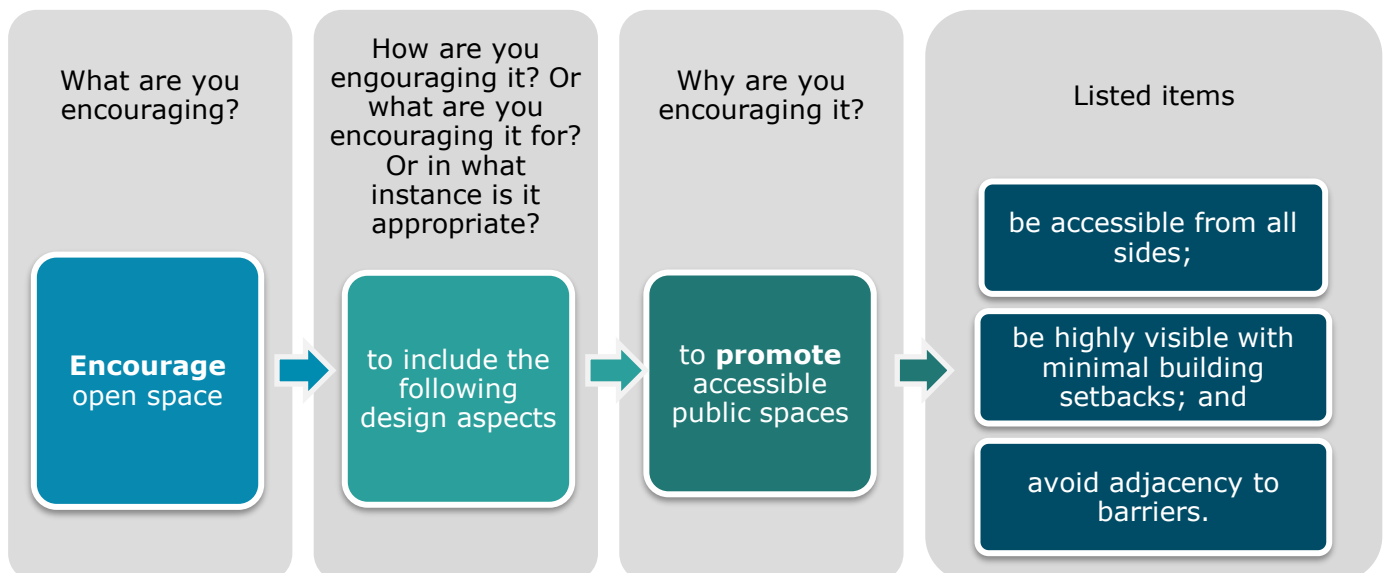 What are you
encouraging?
Encourage
open space
How are you
engouraging it? Or
what are you
encouraging it for?
Or in what
instance is it
appropriate?
to include the
following
design aspects
Why are you
encouraging it?
to promote
accessible
public spaces
Listed items
be accessible from all
sides;
be highly visible with
minimal building
setbacks; and
avoid adjacency to
barriers.